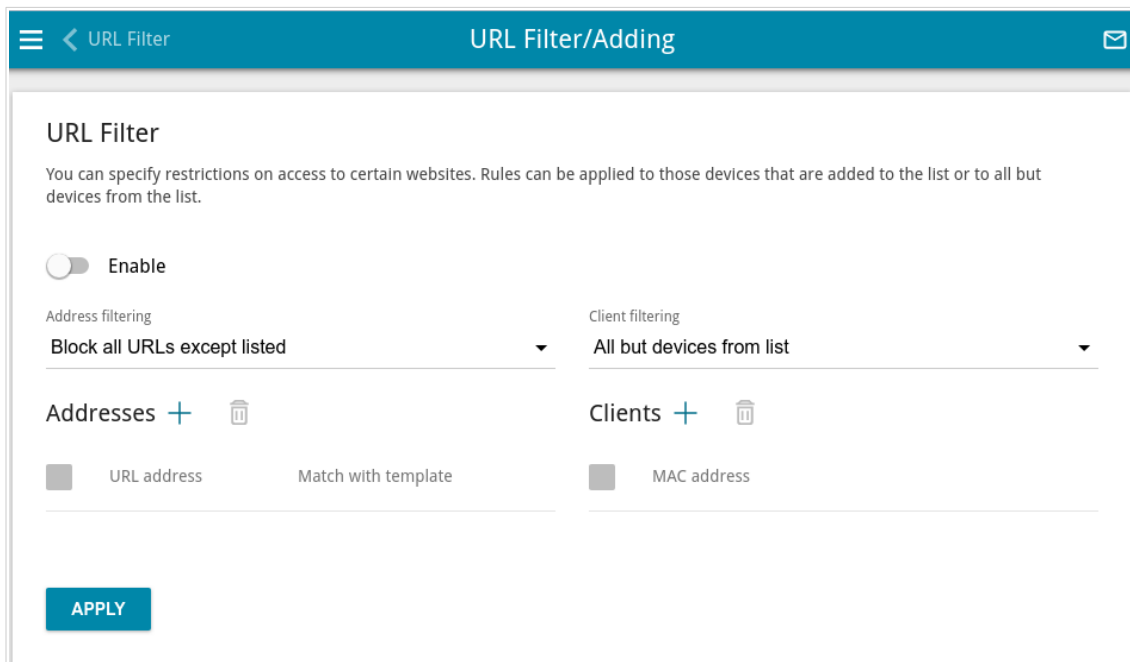 URL Filter
URL Filter/Adding
URL Filter
You can specify restrictions on access to certain websites. Rules can be applied to those devices that are added to the list or to all but
devices from the list.
Enable
Address filtering
Client filtering
Block all URLs except listed
All but devices from list
Addresses
Clients
URL address
Match with template
MAC address
APPLY